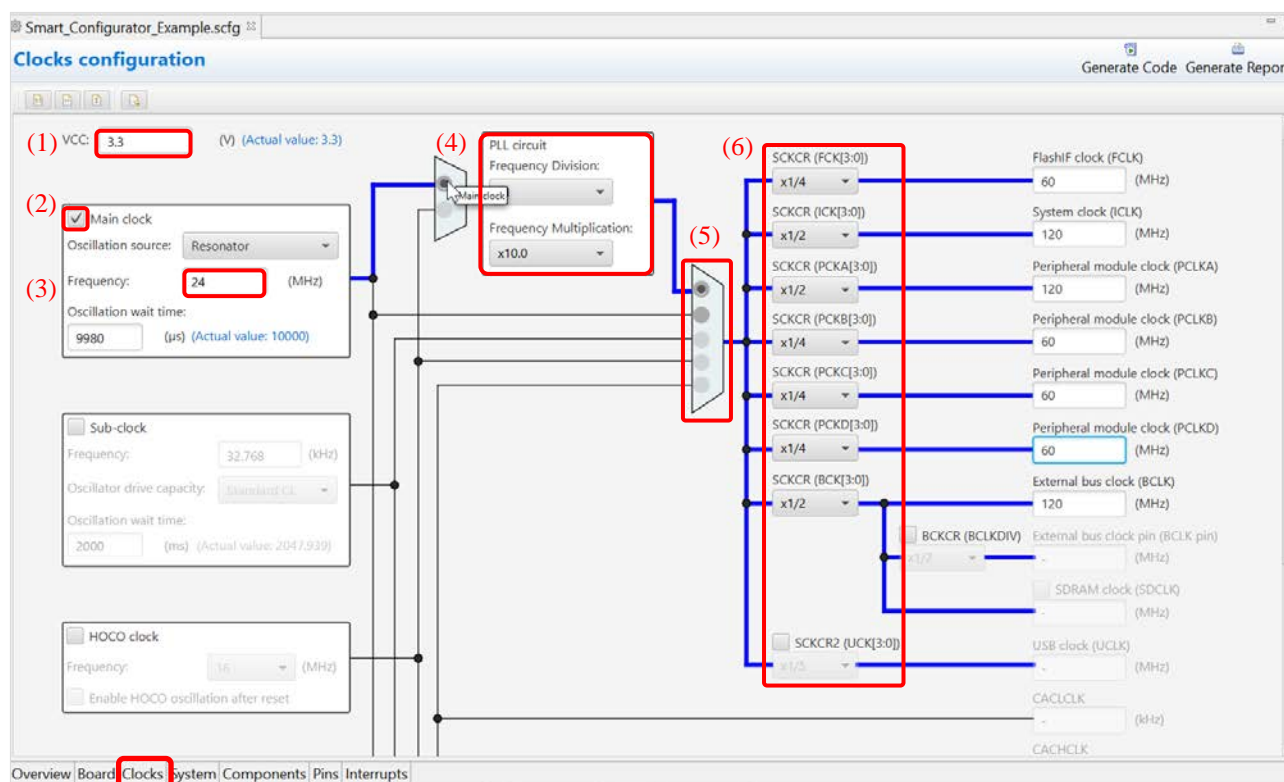 Smart_Configurator_Example.scfg
Clocks configuration
Generate Code Generate Repor
(1) VCC: 3.3 (V) (Actual value: 3.3)
(2) Main clock
Oscillation source: Resonator
(3) Frequency: 24 (MHz)
Oscillation wait time:
9980 (µs) (Actual value: 10000)
Sub-clock
Frequency: 32.768 (kHz)
Oscillator drive capacity: Standard CL
Oscillation wait time:
2000 (ms) (Actual value: 2047.939)
HOCO clock
Frequency: 16 (MHz)
Enable HOCO oscillation after reset
(4) PLL circuit
Frequency Division:
Main clock
Frequency Multiplication:
x10.0
(5)
(6) SCKCR (FCK[3:0]) FlashIF clock (FCLK)
x1/4 60 (MHz)
SCKCR (ICK[3:0]) System clock (ICLK)
x1/2 120 (MHz)
SCKCR (PCKA[3:0]) Peripheral module clock (PCLKA)
x1/2 120 (MHz)
SCKCR (PCKB[3:0]) Peripheral module clock (PCLKB)
x1/4 60 (MHz)
SCKCR (PCKC[3:0]) Peripheral module clock (PCLKC)
x1/4 60 (MHz)
SCKCR (PCKD[3:0]) Peripheral module clock (PCLKD)
x1/4 60 (MHz)
SCKCR (BCK[3:0]) External bus clock (BCLK)
x1/2 120 (MHz)
BCKCR (BCLKDIV) External bus clock pin (BCLK pin)
x1/2 - (MHz)
SDRAM clock (SDCLK)
- (MHz)
SCKCR2 (UCK[3:0]) USB clock (UCLK)
x1/5 - (MHz)
CACLCLK
- (kHz)
CACHCLK
Overview Board Clocks System Components Pins Interrupts